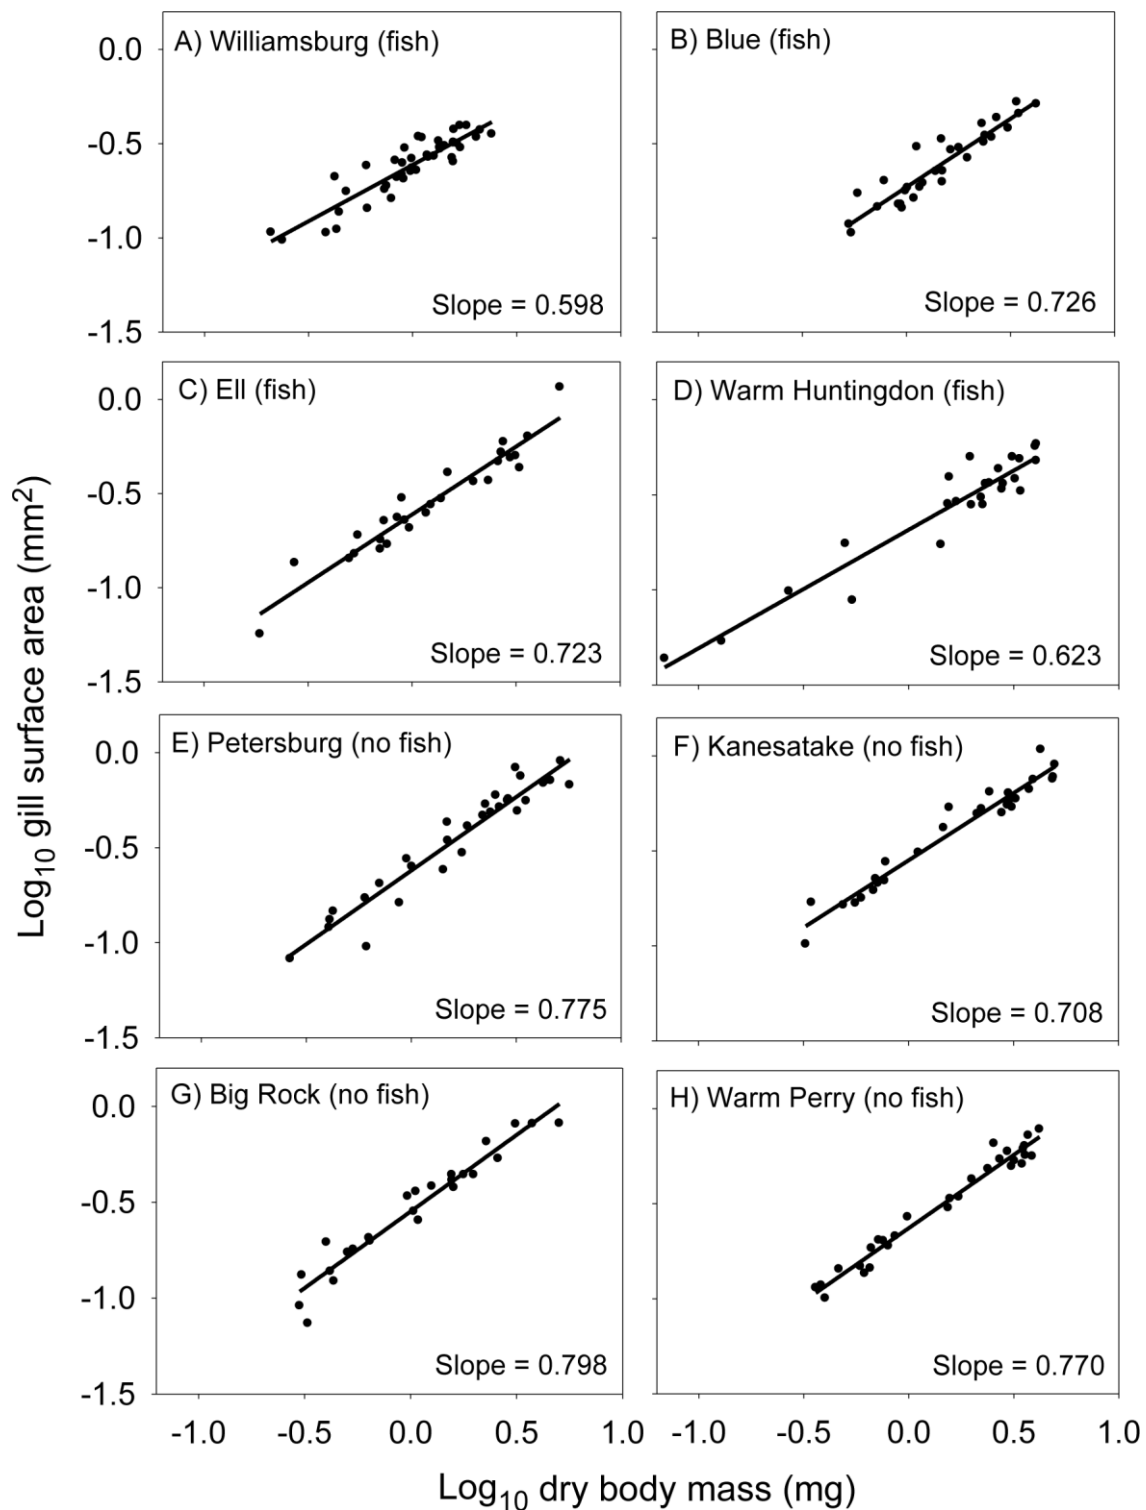 A) Williamsburg (fish)
0.0
-0.5
-1.0
-1.5
Slope = 0.598
B) Blue (fish)
Slope = 0.726
C) Ell (fish)
0.0
-0.5
-1.0
-1.5
Slope = 0.723
D) Warm Huntingdon (fish)
Slope = 0.623
E) Petersburg (no fish)
0.0
-0.5
-1.0
-1.5
Slope = 0.775
F) Kanesatake (no fish)
Slope = 0.708
G) Big Rock (no fish)
0.0
-0.5
-1.0
-1.5
Slope = 0.798
H) Warm Perry (no fish)
Slope = 0.770
-1.0 -0.5 0.0 0.5 1.0
-1.0 -0.5 0.0 0.5 1.0
Log₁₀ gill surface area (mm²)
Log₁₀ dry body mass (mg)